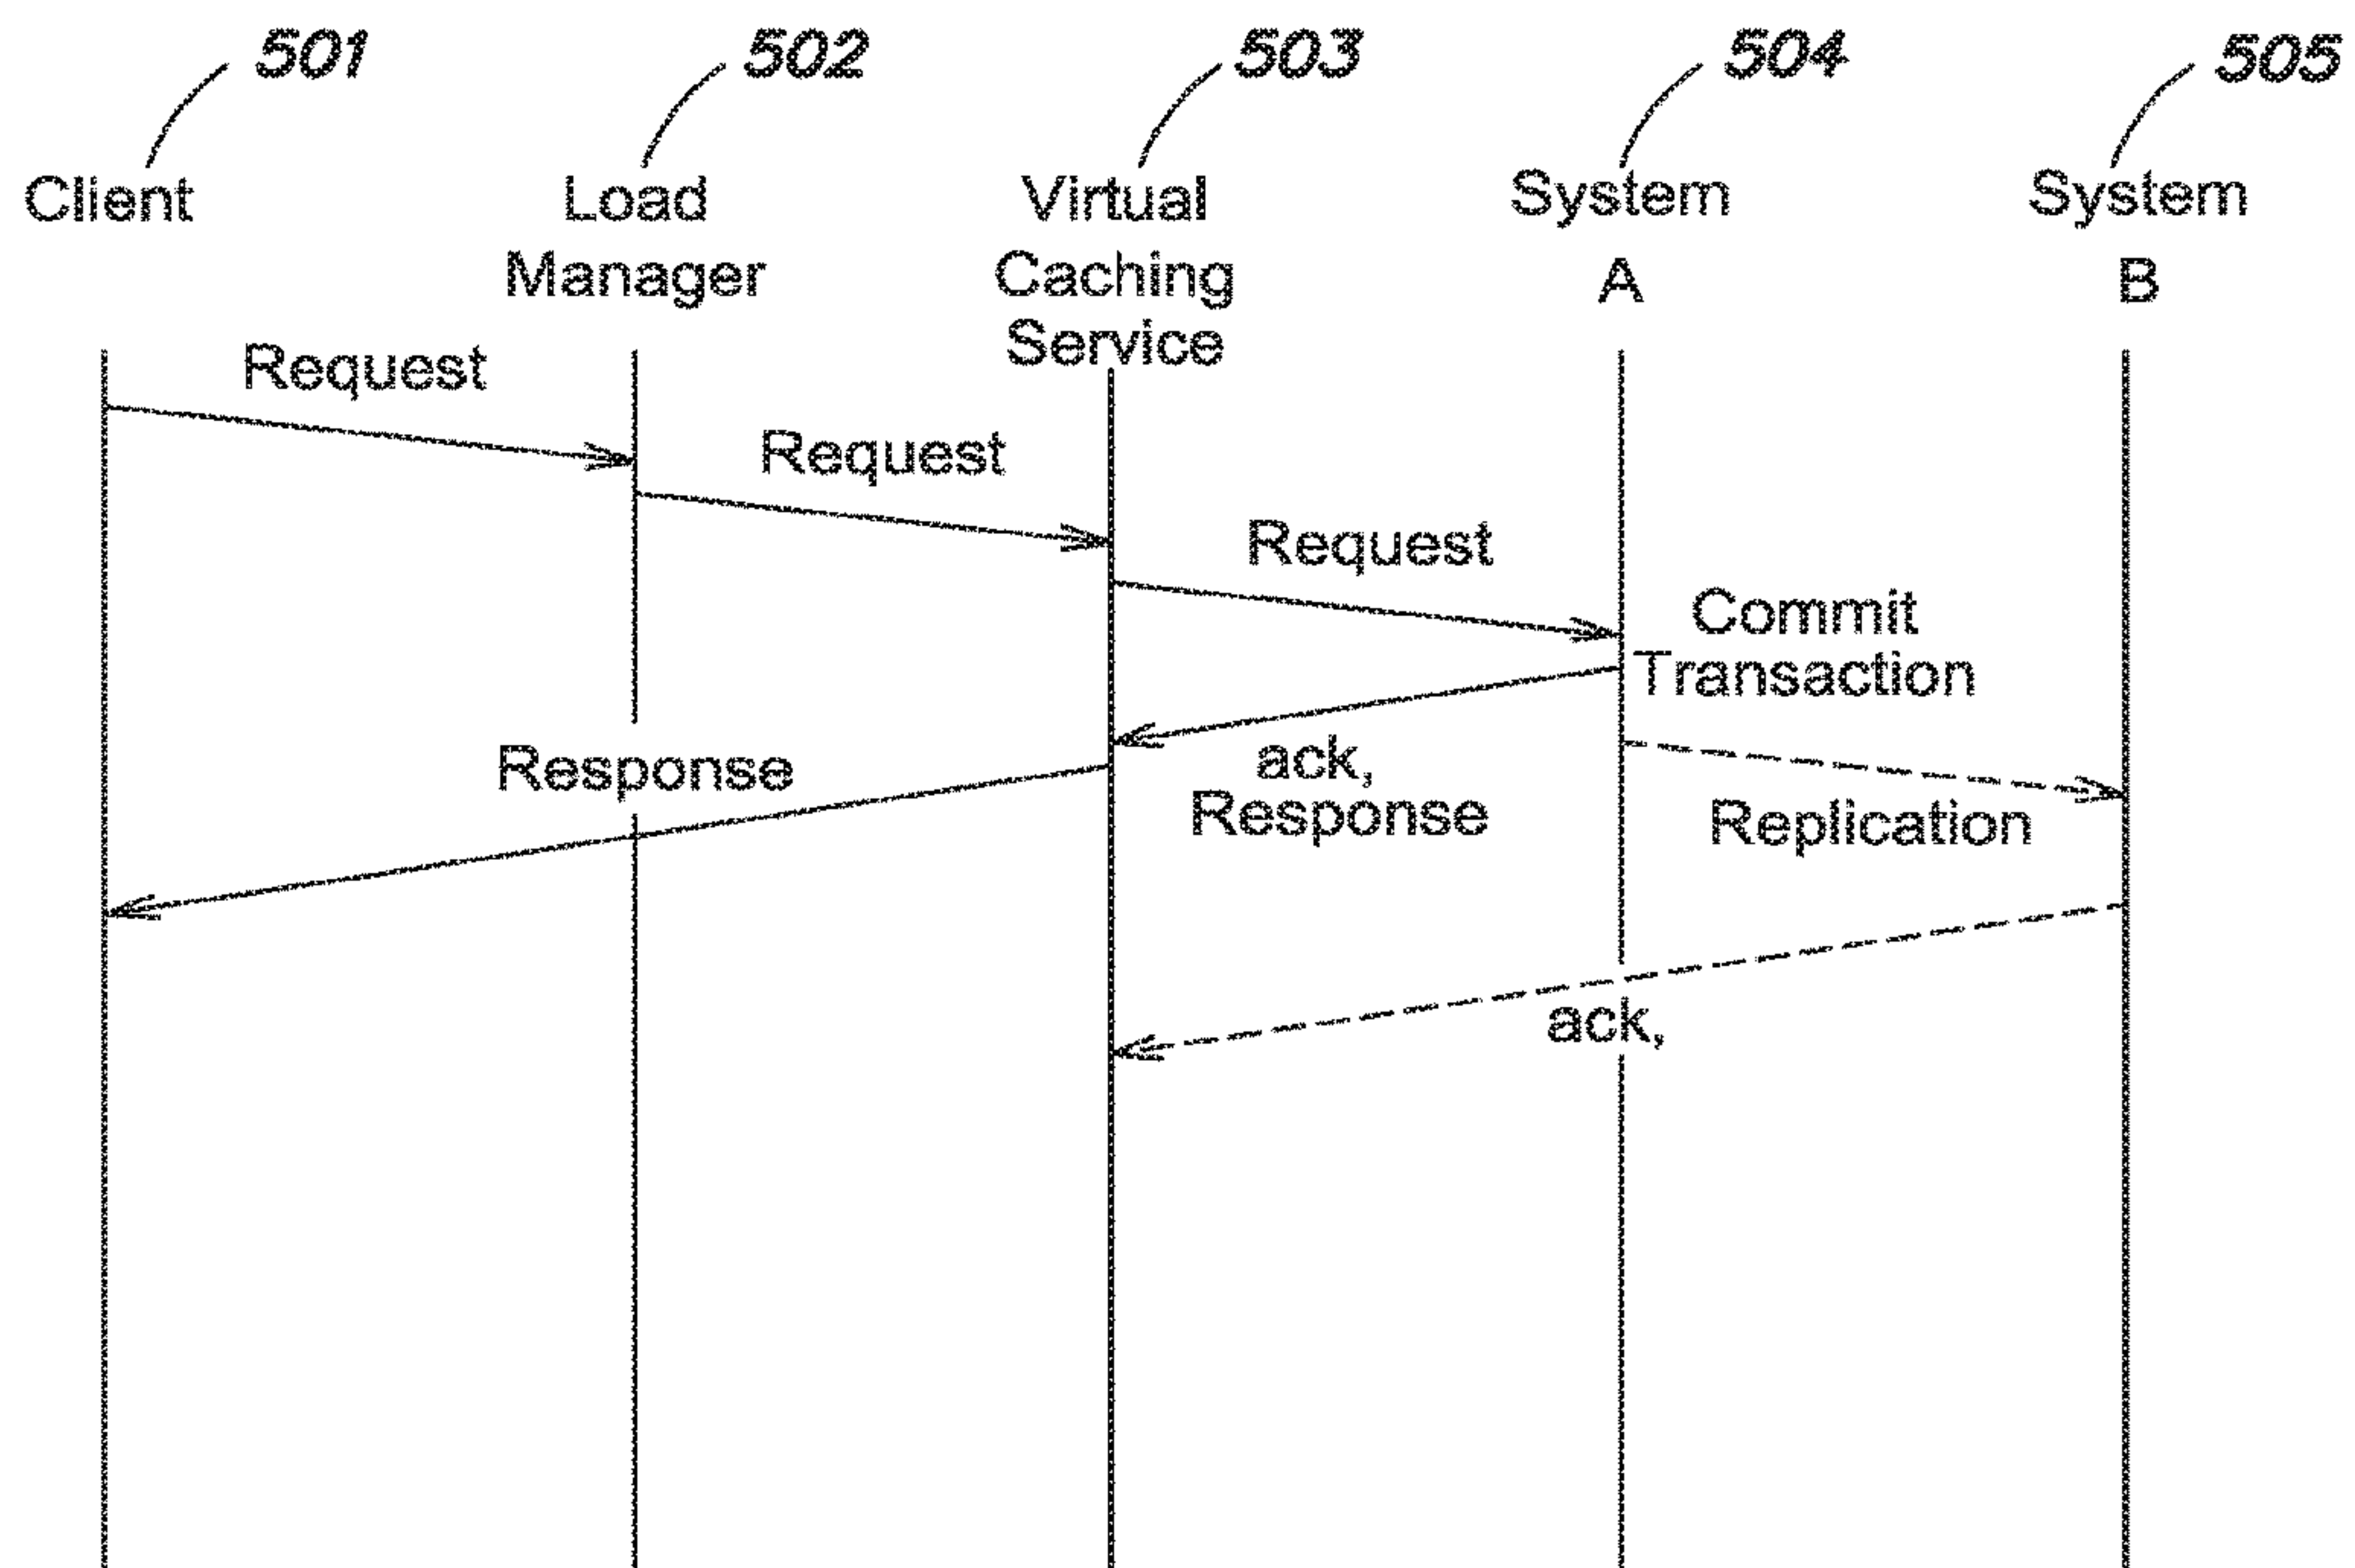 501
502
503
504
505
Client
Load
Manager
Virtual
Caching
Service
System
A
System
B
Request
Request
Request
Commit
Transaction
ack,
Response
Response
Replication
ack,